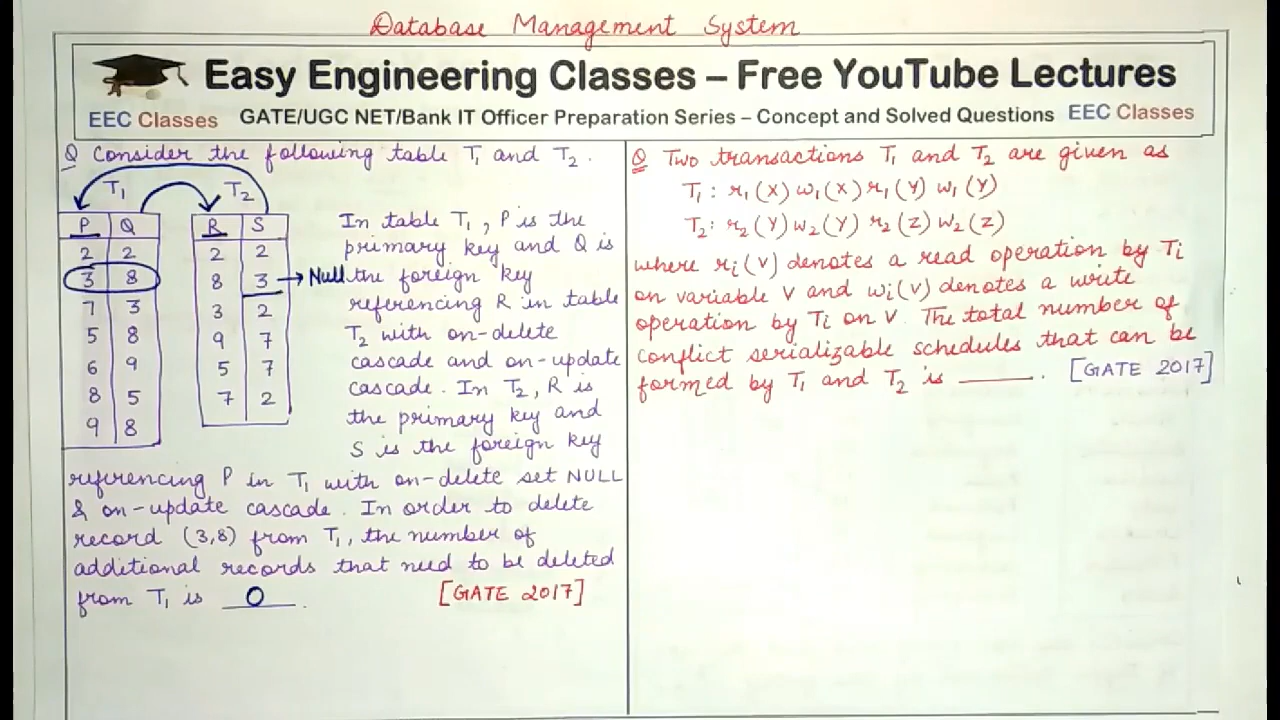 Database Management System
Easy Engineering Classes – Free YouTube Lectures
EEC Classes GATE/UGC NET/Bank IT Officer Preparation Series – Concept and Solved Questions EEC Classes
Q Consider the following table T₁ and T₂.
T₁ T₂
P Q R S
2 2 2 2
3 8 8 3 → Null
7 3 3 2
5 8 9 7
6 9 5 7
8 5 7 2
9 8
In table T₁, P is the
primary key and Q is
the foreign key
referencing R in table
T₂ with on-delete
cascade and on-update
cascade. In T₂, R is
the primary key and
S is the foreign key
referencing P in T₁ with on-delete set NULL
& on-update cascade. In order to delete
record (3,8) from T₁, the number of
additional records that need to be deleted
from T₁ is 0.
[GATE 2017]
Q Two transactions T₁ and T₂ are given as
T₁: r₁(X) w₁(X) r₁(Y) w₁(Y)
T₂: r₂(Y) w₂(Y) r₂(Z) w₂(Z)
where ri(V) denotes a read operation by Ti
on variable V and wi(V) denotes a write
operation by Ti on V. The total number of
conflict serializable schedules that can be
formed by T₁ and T₂ is ______. [GATE 2017]